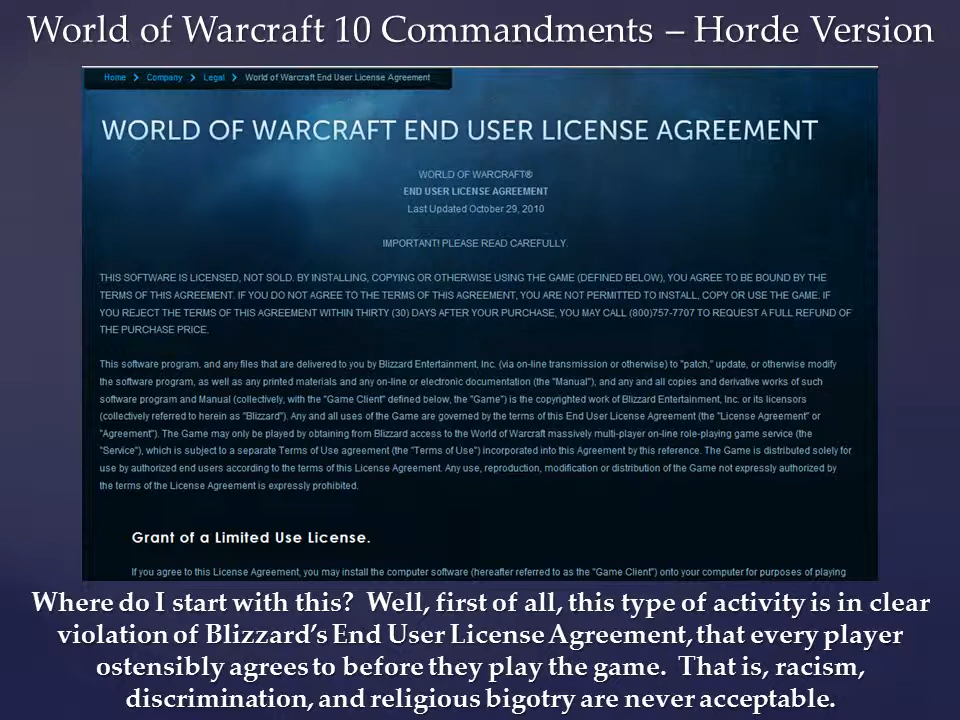 World of Warcraft 10 Commandments – Horde Version
Home > Company > Legal > World of Warcraft End User License Agreement
WORLD OF WARCRAFT END USER LICENSE AGREEMENT
WORLD OF WARCRAFT®
END USER LICENSE AGREEMENT
Last Updated October 29, 2010
IMPORTANT! PLEASE READ CAREFULLY.
THIS SOFTWARE IS LICENSED, NOT SOLD. BY INSTALLING, COPYING OR OTHERWISE USING THE GAME (DEFINED BELOW), YOU AGREE TO BE BOUND BY THE
TERMS OF THIS AGREEMENT. IF YOU DO NOT AGREE TO THE TERMS OF THIS AGREEMENT, YOU ARE NOT PERMITTED TO INSTALL, COPY OR USE THE GAME. IF
YOU REJECT THE TERMS OF THIS AGREEMENT WITHIN THIRTY (30) DAYS AFTER YOUR PURCHASE, YOU MAY CALL (800)757-7707 TO REQUEST A FULL REFUND OF
THE PURCHASE PRICE.
This software program, and any files that are delivered to you by Blizzard Entertainment, Inc. (via on-line transmission or otherwise) to "patch," update, or otherwise modify
the software program, as well as any printed materials and any on-line or electronic documentation (the "Manual"), and any and all copies and derivative works of such
software program and Manual (collectively, with the "Game Client" defined below, the "Game") is the copyrighted work of Blizzard Entertainment, Inc. or its licensors
(collectively referred to herein as "Blizzard"). Any and all uses of the Game are governed by the terms of this End User License Agreement (the "License Agreement" or
"Agreement"). The Game may only be played by obtaining from Blizzard access to the World of Warcraft massively multi-player on-line role-playing game service (the
"Service"), which is subject to a separate Terms of Use agreement (the "Terms of Use") incorporated into this Agreement by this reference. The Game is distributed solely for
use by authorized end users according to the terms of this License Agreement. Any use, reproduction, modification or distribution of the Game not expressly authorized by
the terms of the License Agreement is expressly prohibited.
Grant of a Limited Use License.
If you agree to this License Agreement, you may install the computer software (hereafter referred to as the "Game Client") onto your computer for purposes of playing
Where do I start with this? Well, first of all, this type of activity is in clear
violation of Blizzard's End User License Agreement, that every player
ostensibly agrees to before they play the game. That is, racism,
discrimination, and religious bigotry are never acceptable.